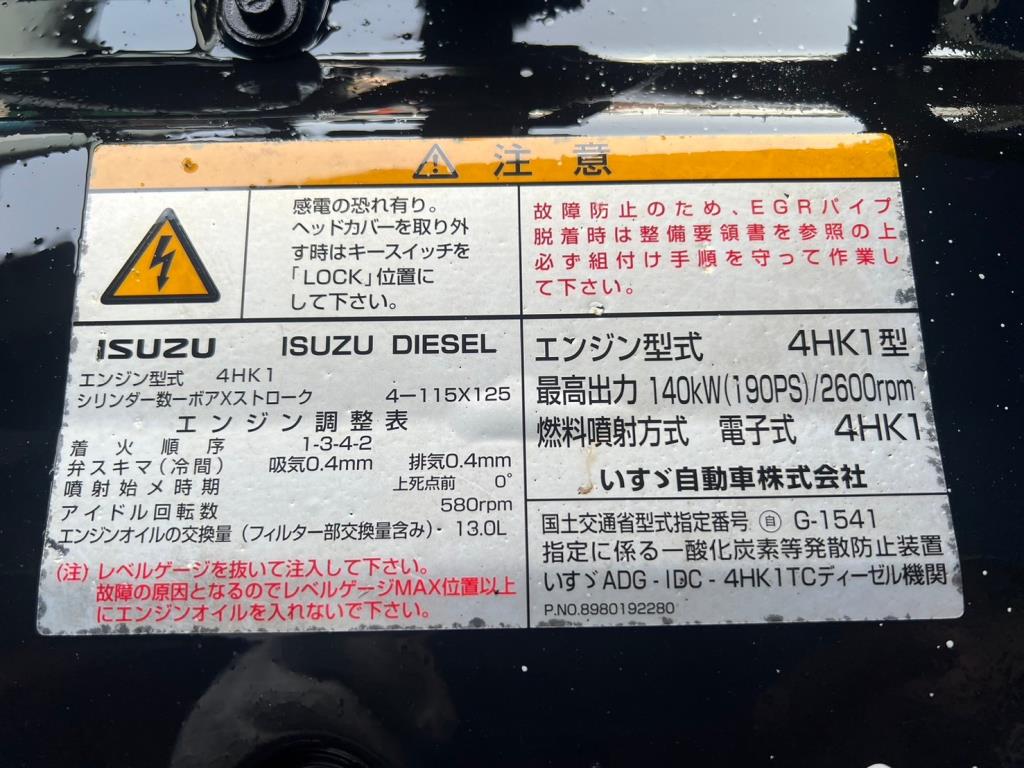 注意
感電の恐れ有り。
ヘッドカバーを取り外
す時はキースイッチを
「LOCK」位置に
して下さい。
故障防止のため、EGRパイプ
脱着時は整備要領書を参照の上
必ず組付け手順を守って作業し
て下さい。
ISUZU ISUZU DIESEL
エンジン型式 4HK1
シリンダー数ーボアXストローク 4-115X125
エンジン調整表
着火順序 1-3-4-2
弁スキマ(冷間) 吸気0.4mm 排気0.4mm
噴射始メ時期 上死点前 0°
アイドル回転数 580rpm
エンジンオイルの交換量(フィルター部交換量含み)- 13.0L
(注) レベルゲージを抜いて注入して下さい。
故障の原因となるのでレベルゲージMAX位置以上
にエンジンオイルを入れないで下さい。
エンジン型式 4HK1型
最高出力 140kW(190PS)/2600rpm
燃料噴射方式 電子式 4HK1
いすゞ自動車株式会社
国土交通省型式指定番号 自 G-1541
指定に係る一酸化炭素等発散防止装置
いすゞADG-IDC-4HK1TCディーゼル機関
P.NO.8980192280